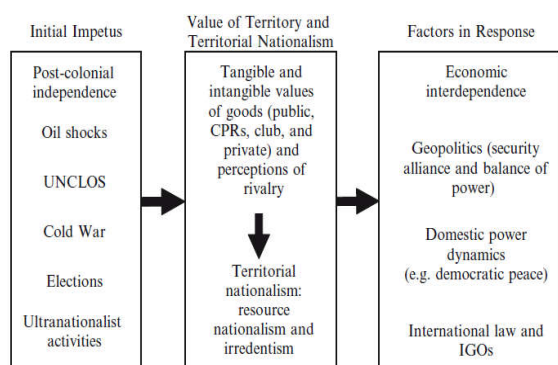 Initial Impetus
Post-colonial
independence
Oil shocks
UNCLOS
Cold War
Elections
Ultranationalist
activities
Value of Territory and
Territorial Nationalism
Tangible and
intangible values
of goods (public,
CPRs, club, and
private) and
perceptions of
rivalry
Territorial
nationalism:
resource
nationalism and
irredentism
Factors in Response
Economic
interdependence
Geopolitics (security
alliance and balance of
power)
Domestic power
dynamics
(e.g. democratic peace)
International law and
IGOs